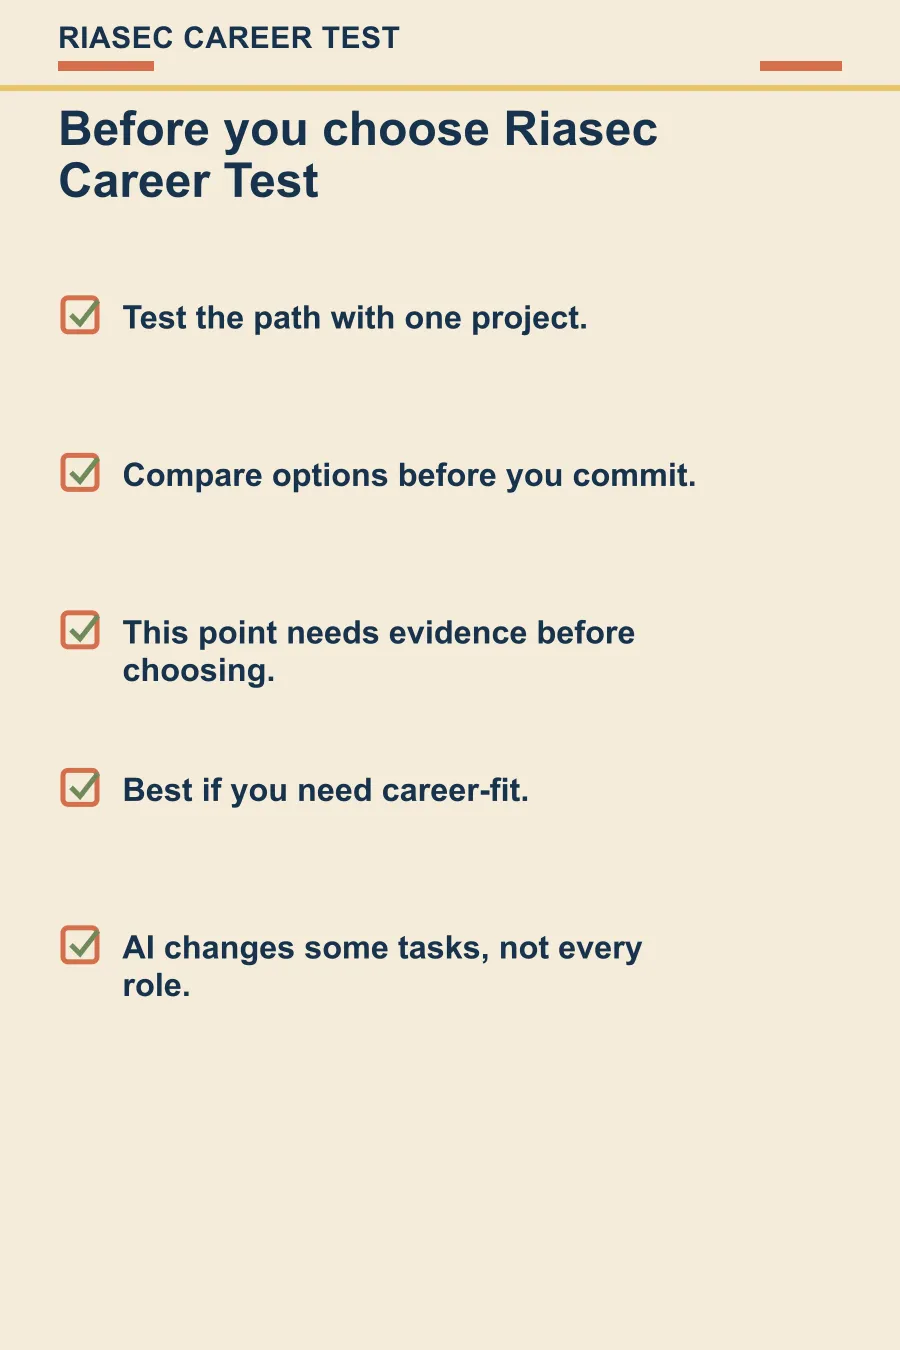 RIASEC CAREER TEST
Before you choose Riasec
Career Test
Test the path with one project.
Compare options before you commit.
This point needs evidence before
choosing.
Best if you need career-fit.
AI changes some tasks, not every
role.